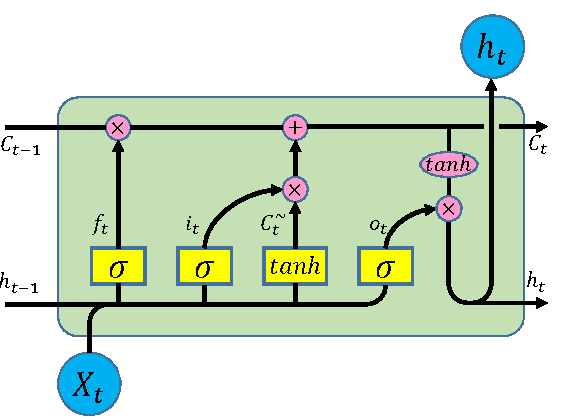 h_t
× +
C_{t-1} C_t
tanh
×
×
f_t i_t C_t^~ o_t
σ σ tanh σ
h_{t-1} h_t
X_t